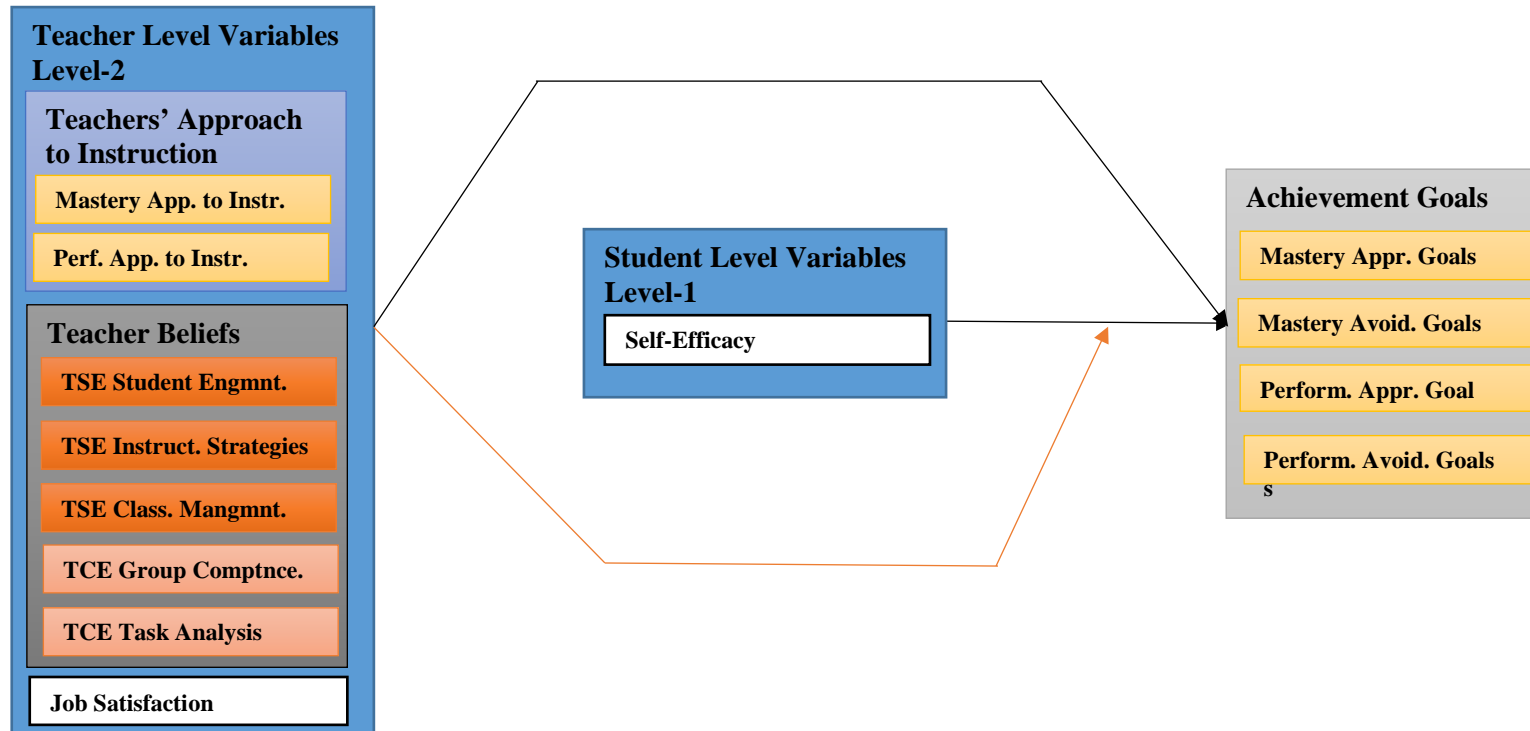 Teacher Level Variables
Level-2
Teachers’ Approach
to Instruction
Mastery App. to Instr.
Perf. App. to Instr.
Teacher Beliefs
TSE Student Engmnt.
TSE Instruct. Strategies
TSE Class. Mangmnt.
TCE Group Comptnce.
TCE Task Analysis
Job Satisfaction
Student Level Variables
Level-1
Self-Efficacy
Achievement Goals
Mastery Appr. Goals
Mastery Avoid. Goals
Perform. Appr. Goal
Perform. Avoid. Goals
s